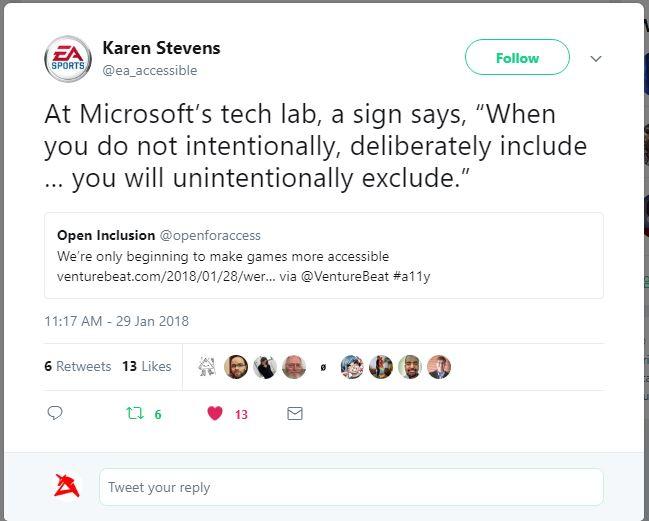 EA
SPORTS
Karen Stevens
@ea_accessible
Follow
At Microsoft’s tech lab, a sign says, “When
you do not intentionally, deliberately include
... you will unintentionally exclude.”
Open Inclusion @openforaccess
We’re only beginning to make games more accessible
venturebeat.com/2018/01/28/wer... via @VentureBeat #a11y
11:17 AM - 29 Jan 2018
6 Retweets 13 Likes
6 13
Tweet your reply